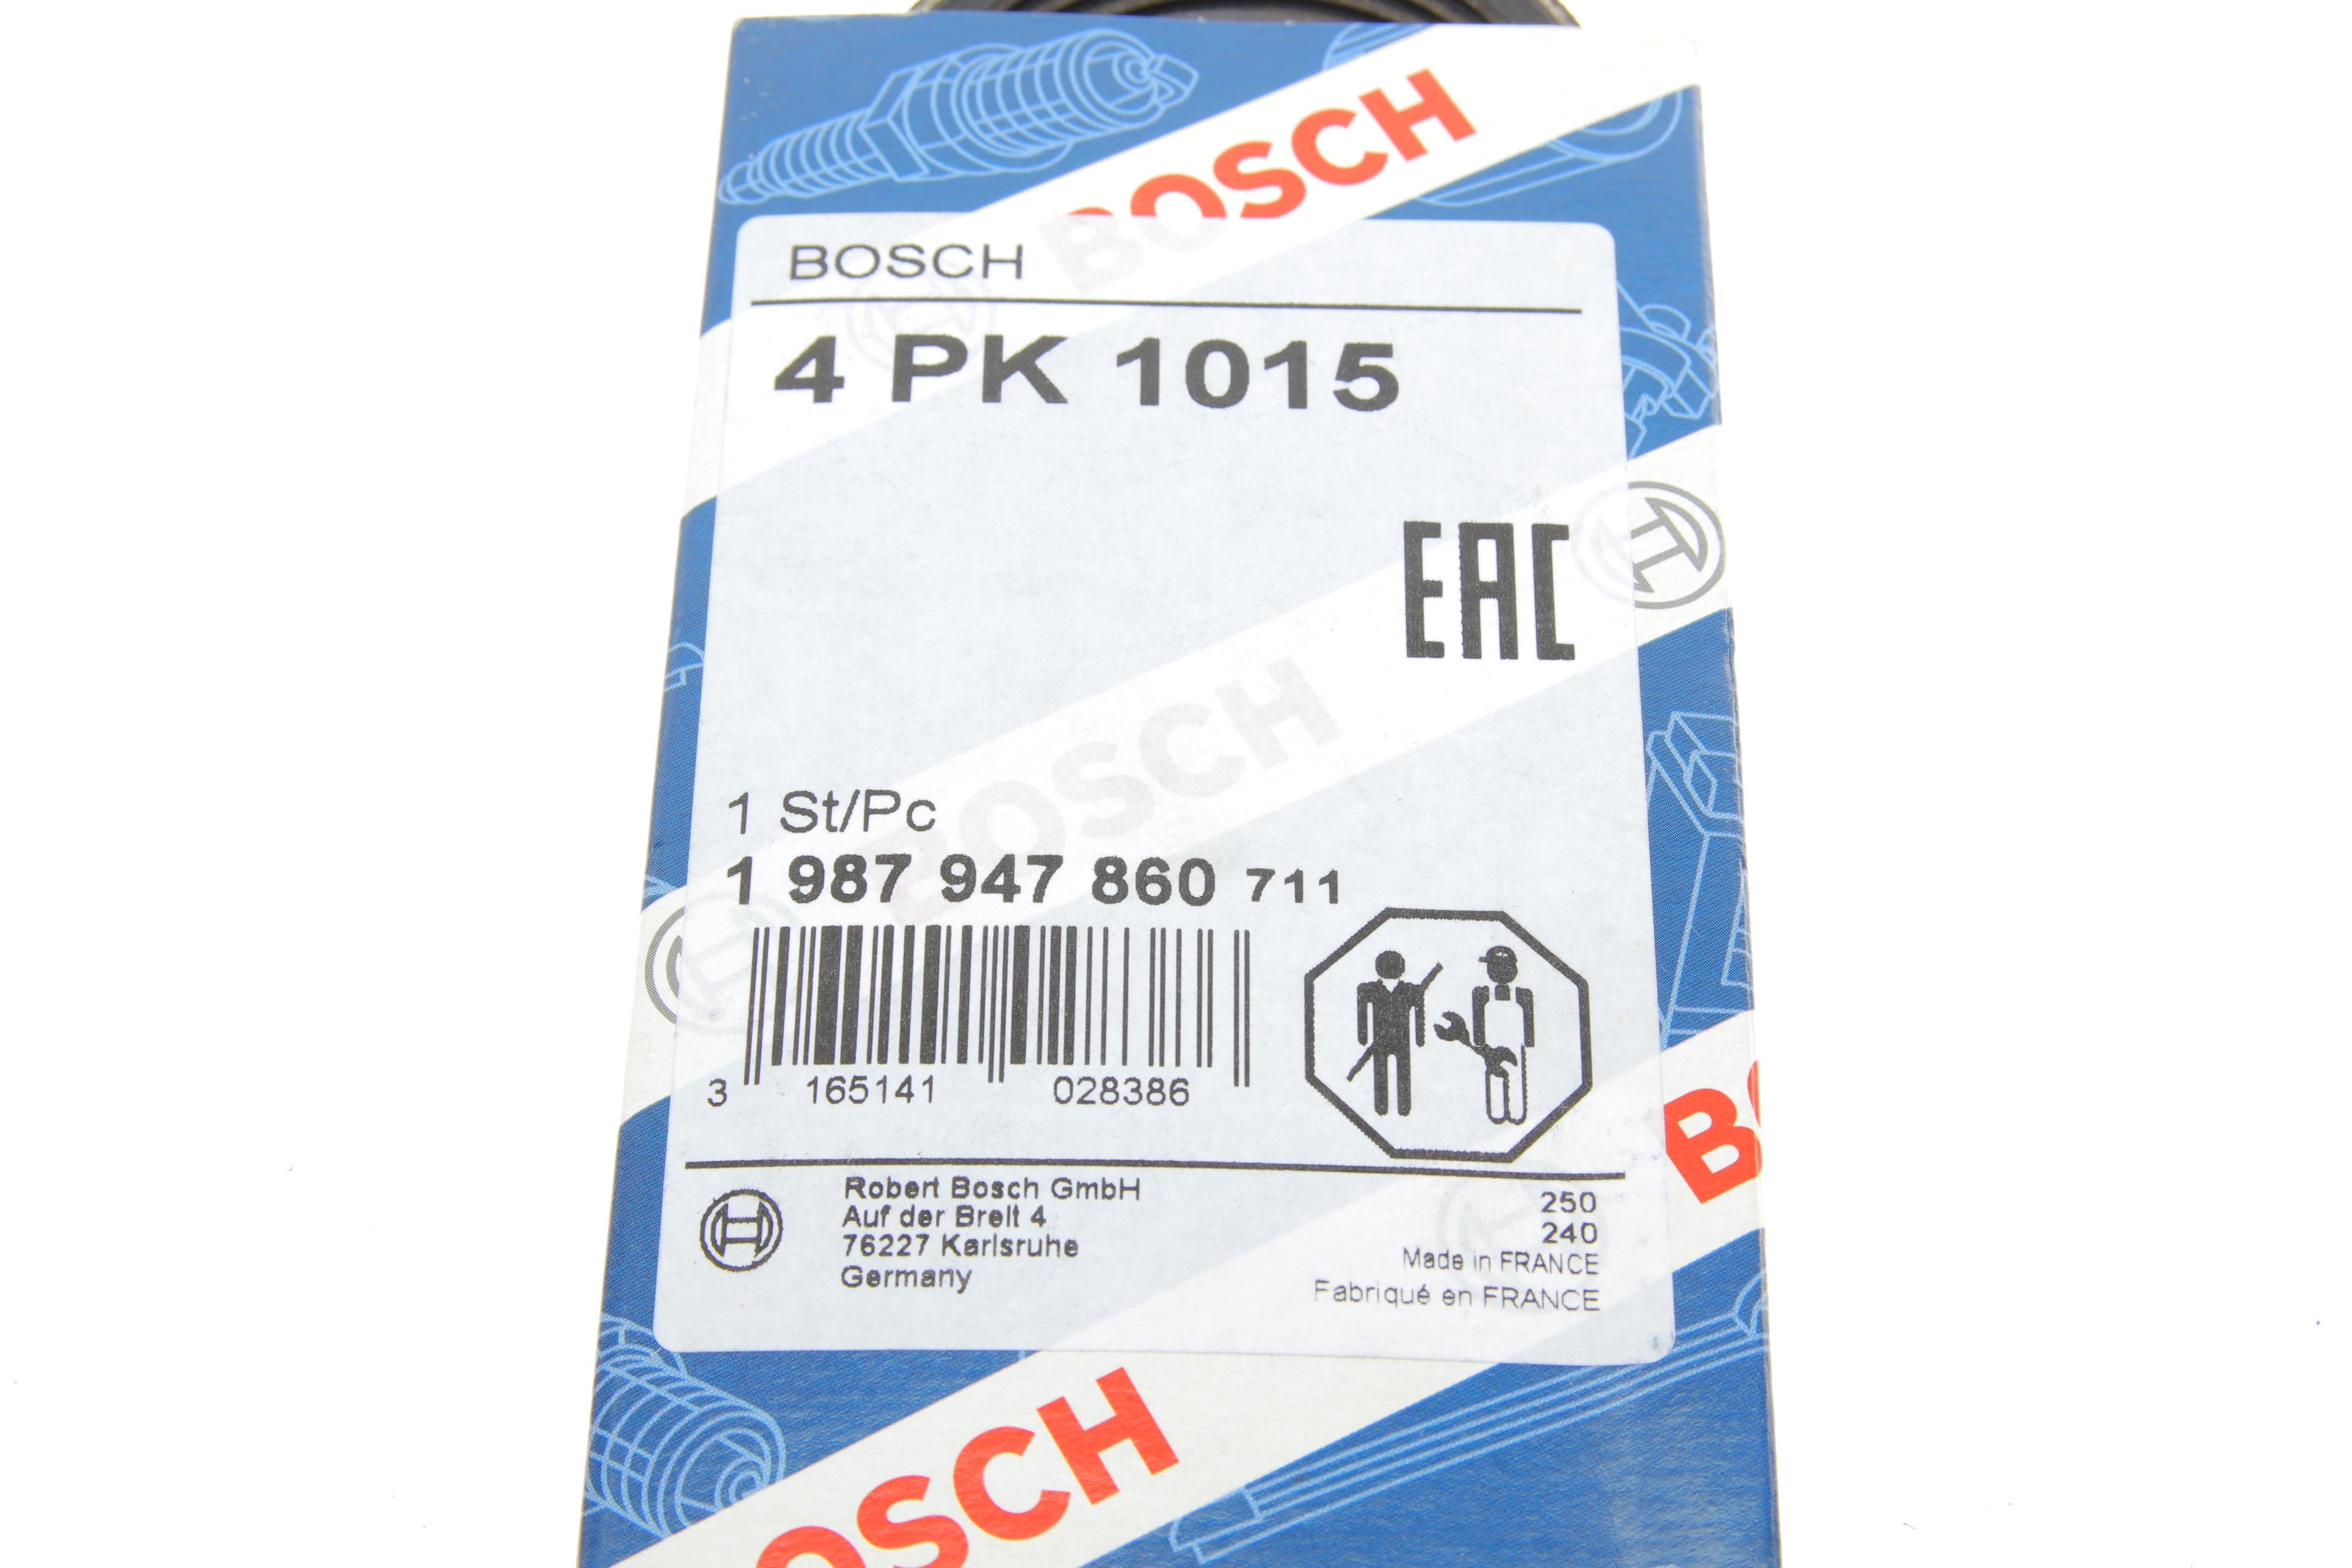 BOSCH
BOSCH
4 PK 1015
EAC
BOSCH
1 St/Pc
1 987 947 860 711
3 165141 028386
Robert Bosch GmbH
Auf der Breit 4
76227 Karlsruhe
Germany
250
240
Made in FRANCE
Fabriqué en FRANCE
B
OSCH